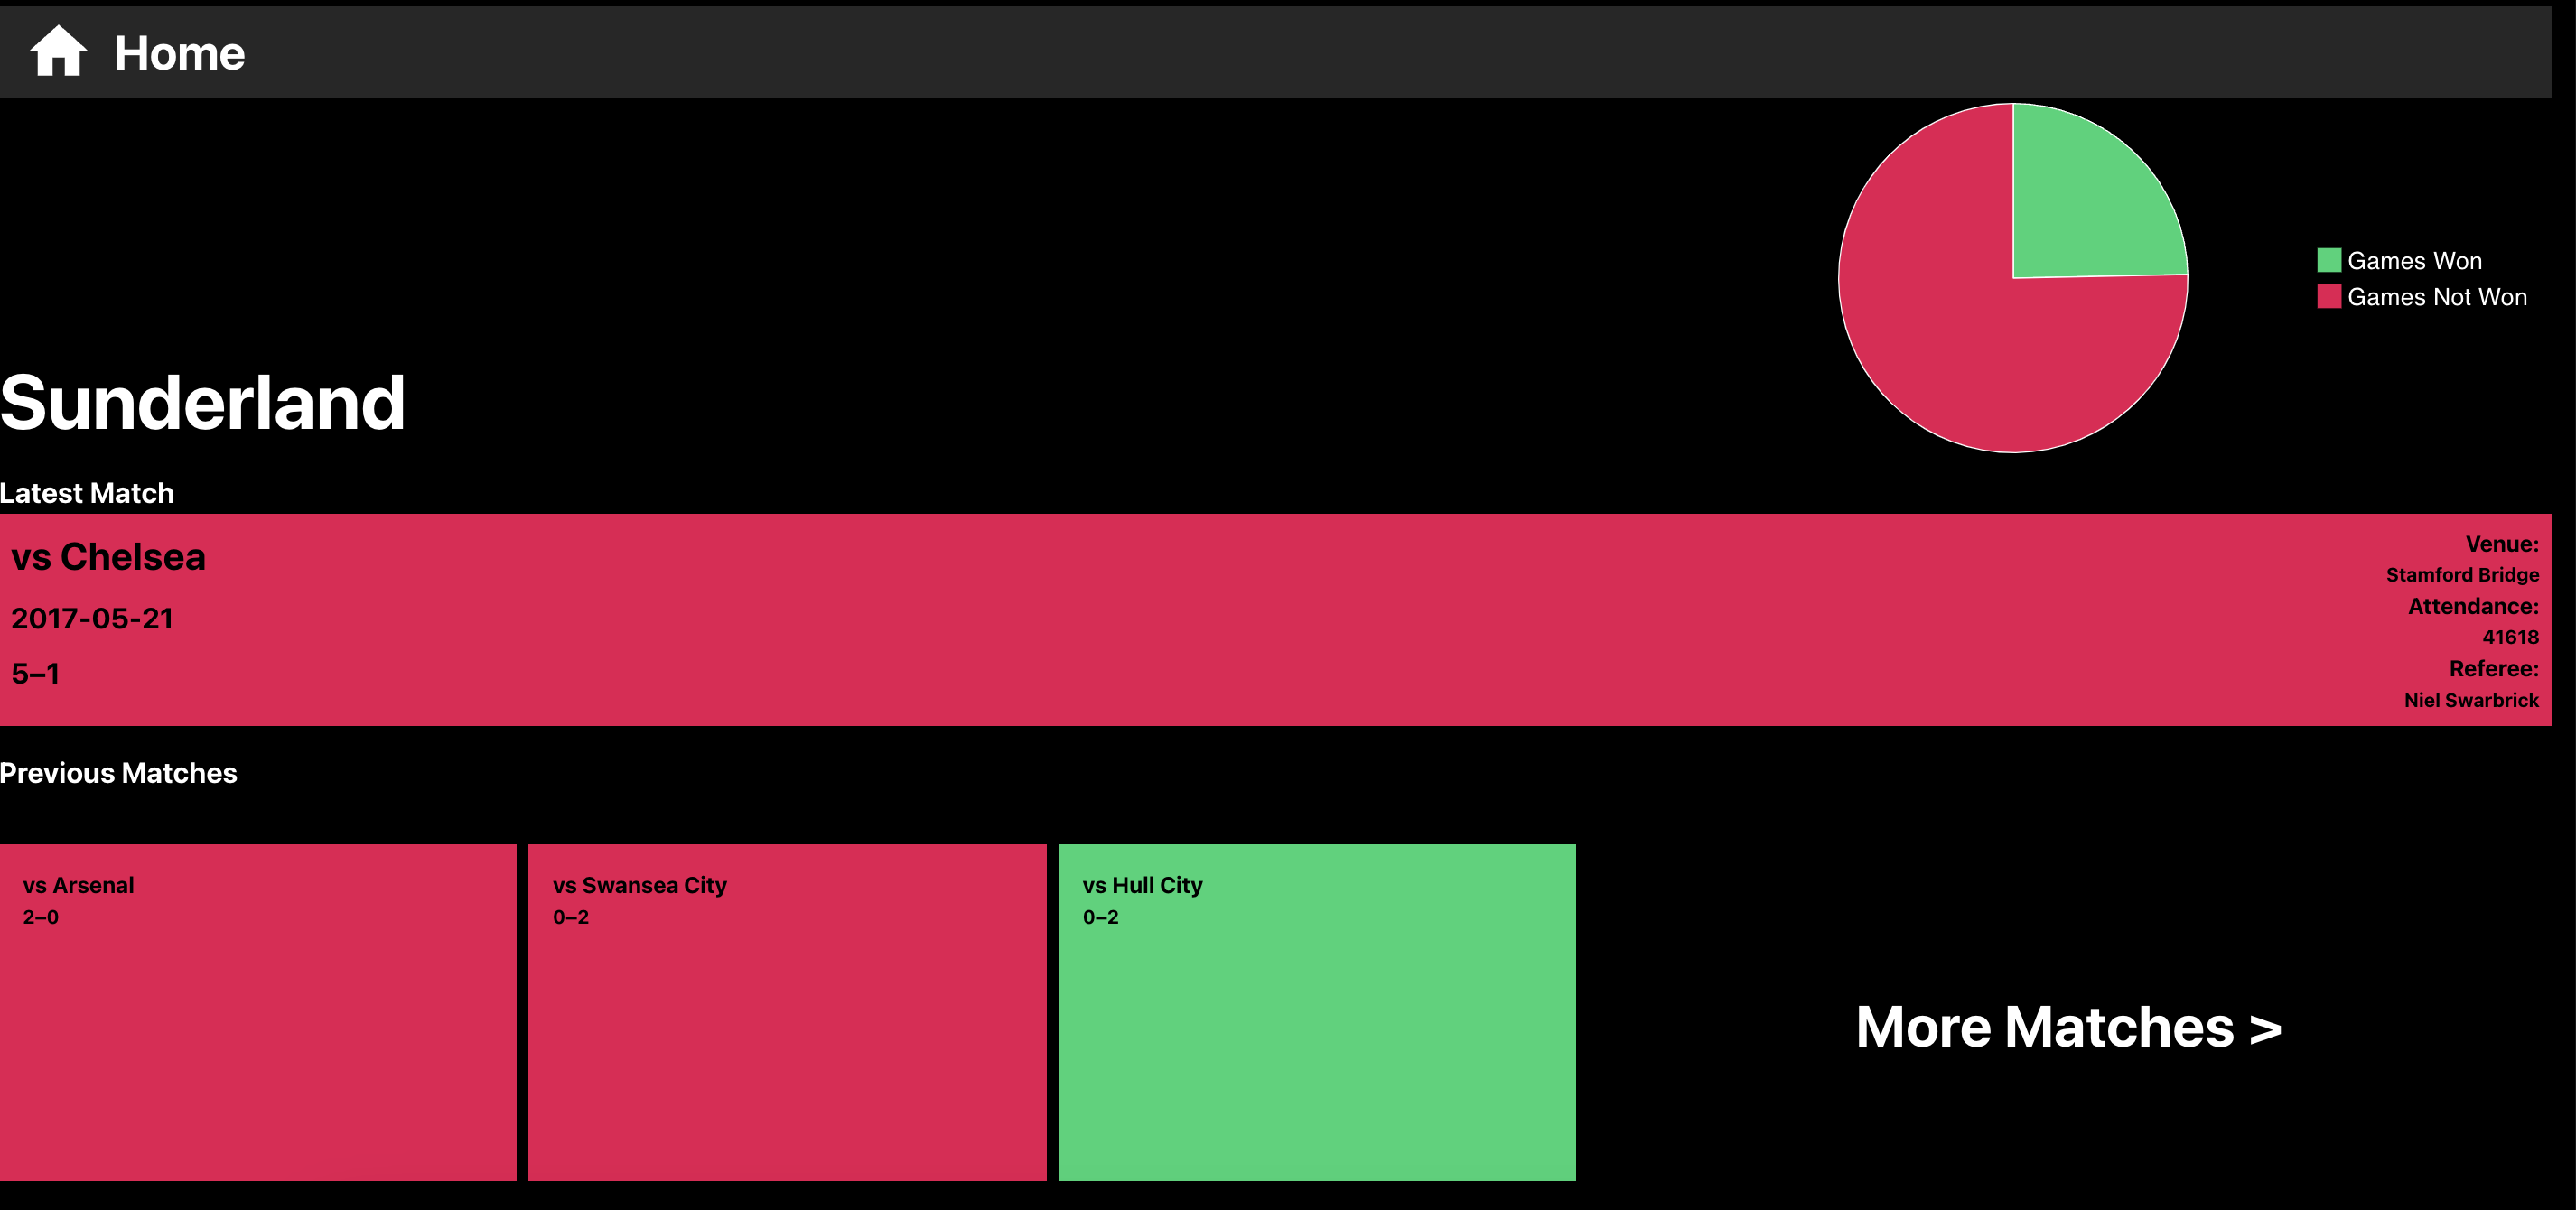 Home
Games Won
Games Not Won
Sunderland
Latest Match
vs Chelsea
2017-05-21
5–1
Venue:
Stamford Bridge
Attendance:
41618
Referee:
Niel Swarbrick
Previous Matches
vs Arsenal
2–0
vs Swansea City
0–2
vs Hull City
0–2
More Matches >